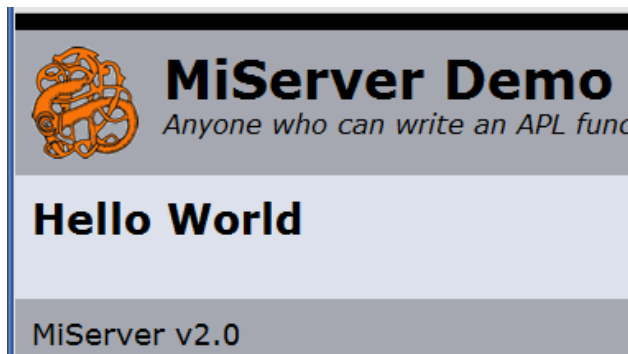 MiServer Demo
Anyone who can write an APL func
Hello World
MiServer v2.0